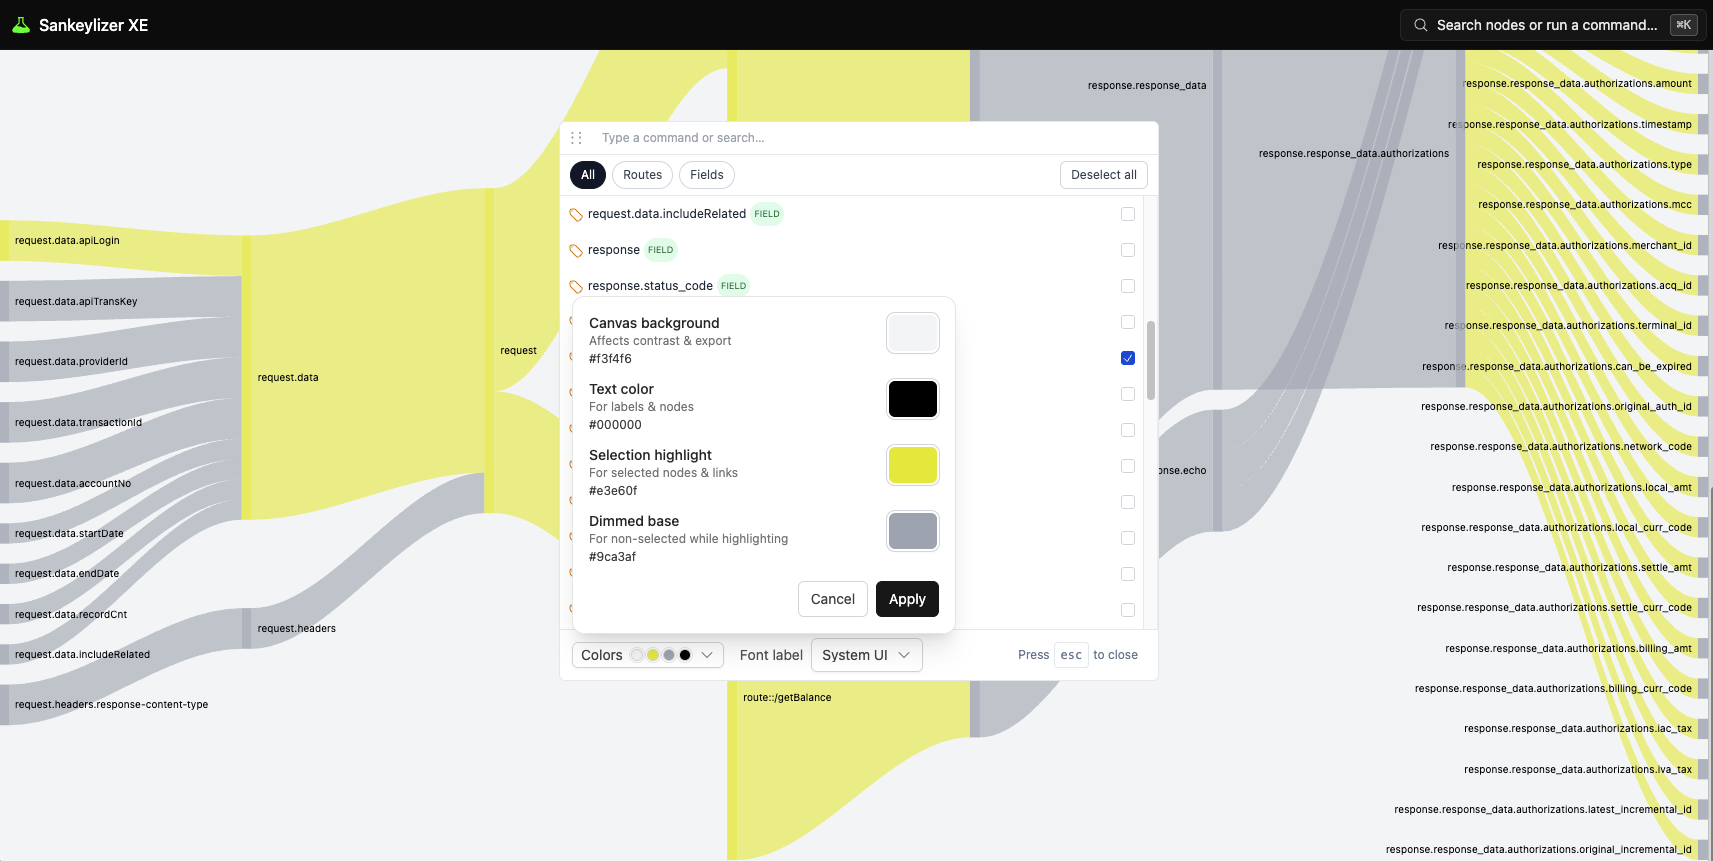 Sankeylizer XE
Search nodes or run a command...
⌘K
response.response_data
response.response_data.authorizations
response.response_data.authorizations.amount
response.response_data.authorizations.timestamp
response.response_data.authorizations.type
response.response_data.authorizations.mcc
response.response_data.authorizations.merchant_id
response.response_data.authorizations.acq_id
response.response_data.authorizations.terminal_id
response.response_data.authorizations.can_be_expired
response.response_data.authorizations.original_auth_id
response.response_data.authorizations.network_code
response.response_data.authorizations.local_amt
response.response_data.authorizations.local_curr_code
response.response_data.authorizations.settle_amt
response.response_data.authorizations.settle_curr_code
response.response_data.authorizations.billing_amt
response.response_data.authorizations.billing_curr_code
response.response_data.authorizations.iac_tax
response.response_data.authorizations.iva_tax
response.response_data.authorizations.latest_incremental_id
response.response_data.authorizations.original_incremental_id
request.data.apiLogin
request.data.apiTransKey
request.data.providerId
request.data.transactionId
request.data.accountNo
request.data.startDate
request.data.endDate
request.data.recordCnt
request.data.includeRelated
request.headers.response-content-type
request.data
request.headers
request
Type a command or search...
All
Routes
Fields
Deselect all
request.data.includeRelated FIELD
response FIELD
response.status_code FIELD
Canvas background
Affects contrast & export
#f3f4f6
Text color
For labels & nodes
#000000
Selection highlight
For selected nodes & links
#e3e60f
Dimmed base
For non-selected while highlighting
#9ca3af
Cancel
Apply
Colors
Font label
System UI
Press esc to close
onse.echo
route::/getBalance